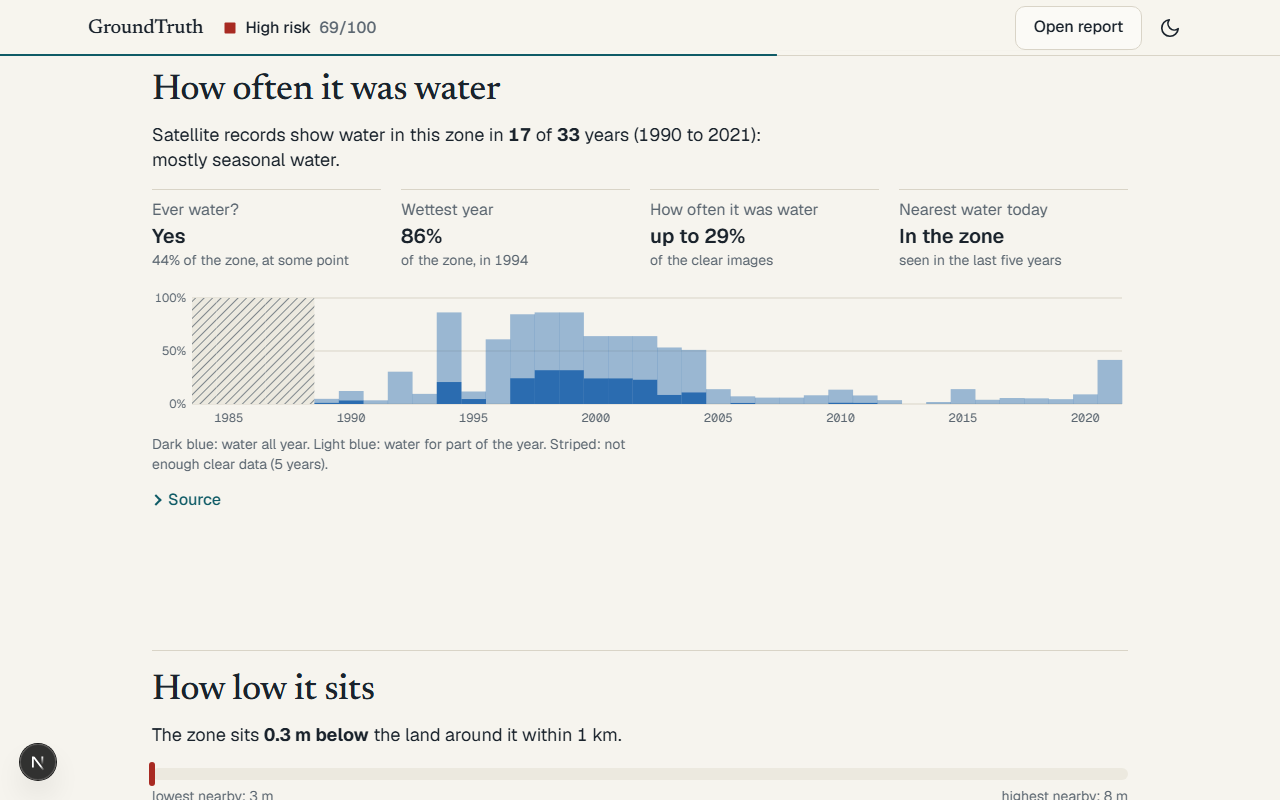 GroundTruth
High risk 69/100
Open report
How often it was water
Satellite records show water in this zone in 17 of 33 years (1990 to 2021):
mostly seasonal water.
Ever water?
Yes
44% of the zone, at some point
Wettest year
86%
of the zone, in 1994
How often it was water
up to 29%
of the clear images
Nearest water today
In the zone
seen in the last five years
100%
50%
0%
1985 1990 1995 2000 2005 2010 2015 2020
Dark blue: water all year. Light blue: water for part of the year. Striped: not
enough clear data (5 years).
Source
How low it sits
The zone sits 0.3 m below the land around it within 1 km.
lowest nearby: 3 m
highest nearby: 8 m
N